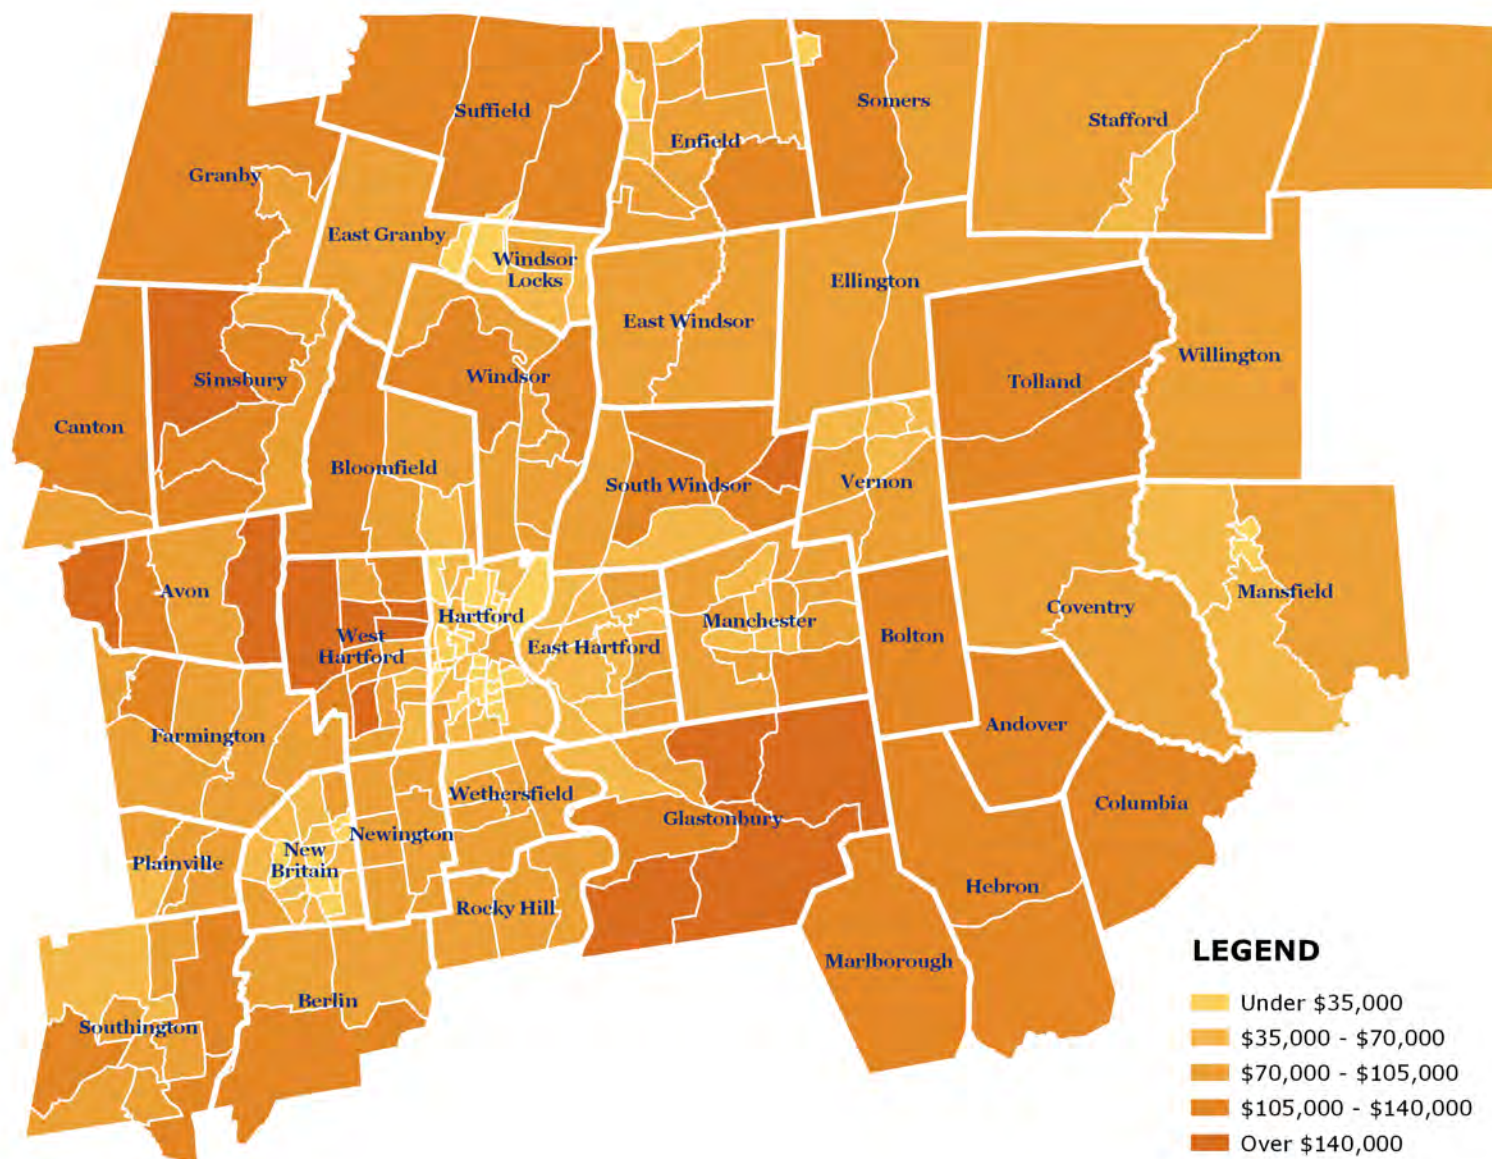 Suffield
Somers
Stafford
Enfield
Granby
East Granby
Windsor
Locks
Ellington
East Windsor
Willington
Simsbury
Windsor
Tolland
Canton
Bloomfield
South Windsor
Vernon
Avon
Mansfield
Coventry
Hartford
Manchester
West
Hartford
East Hartford
Bolton
Andover
Farmington
Wethersfield
Columbia
Glastonbury
Newington
New
Britain
Plainville
Hebron
Rocky Hill
Marlborough
Berlin
Southington
LEGEND
Under $35,000
$35,000 - $70,000
$70,000 - $105,000
$105,000 - $140,000
Over $140,000